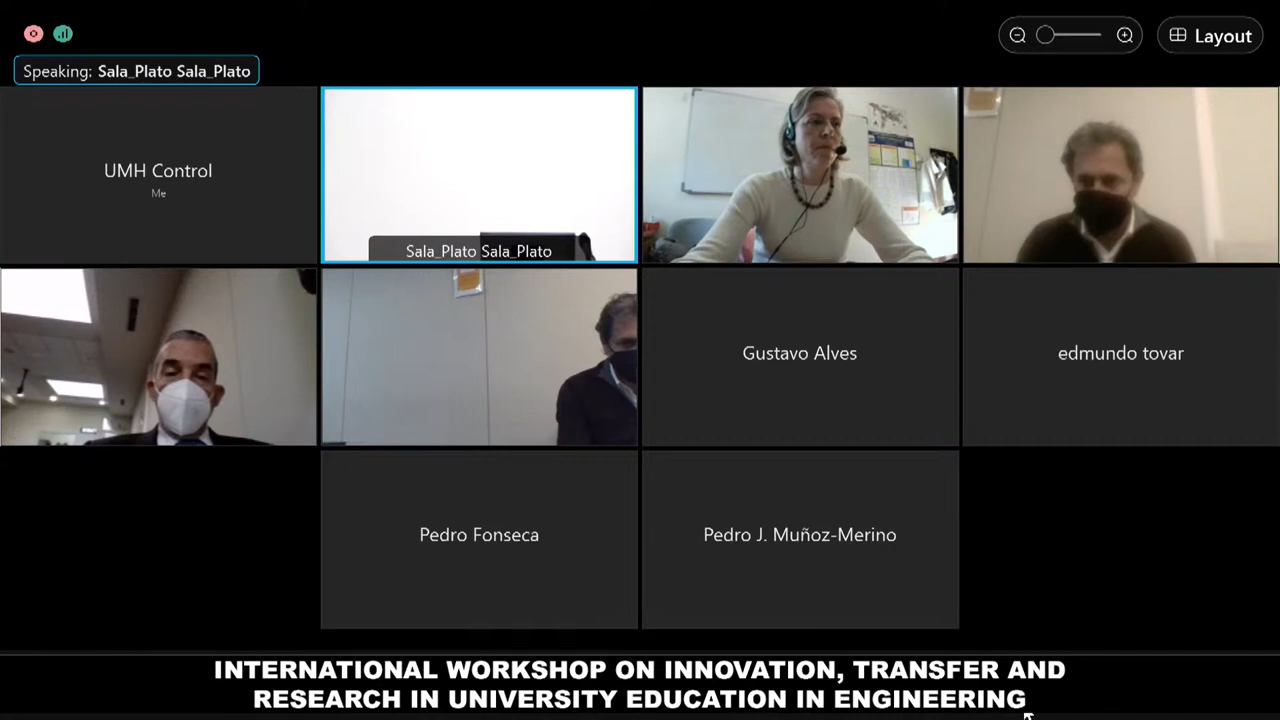 Layout
Speaking: Sala_Plato Sala_Plato
UMH Control
Me
Sala_Plato Sala_Plato
Gustavo Alves
edmundo tovar
Pedro Fonseca
Pedro J. Muñoz-Merino
INTERNATIONAL WORKSHOP ON INNOVATION, TRANSFER AND
RESEARCH IN UNIVERSITY EDUCATION IN ENGINEERING